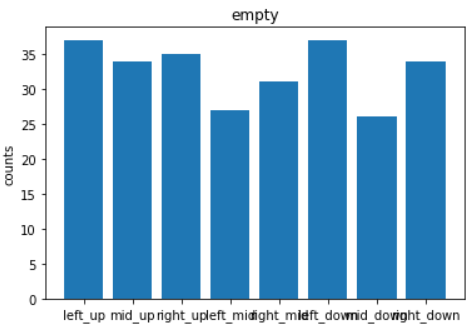 empty
counts
35
30
25
20
15
10
5
0
left_up mid_up right_up left_mid right_mid left_down mid_down right_down